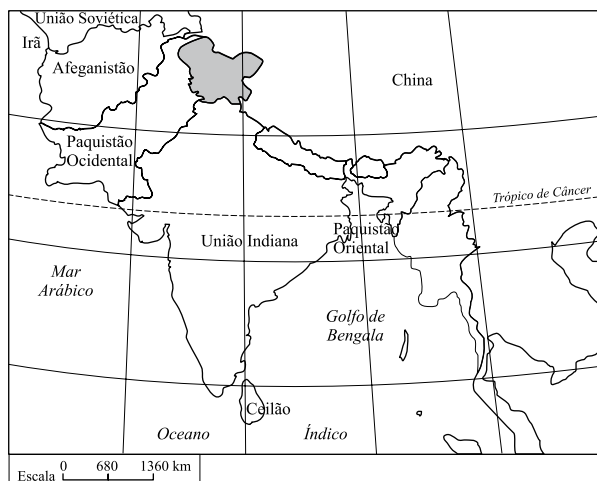 União Soviética
Irã
Afeganistão
China
Paquistão
Ocidental
Trópico de Câncer
União Indiana
Paquistão
Oriental
Mar
Arábico
Golfo de
Bengala
Ceilão
Oceano Índico
Escala 0 680 1360 km